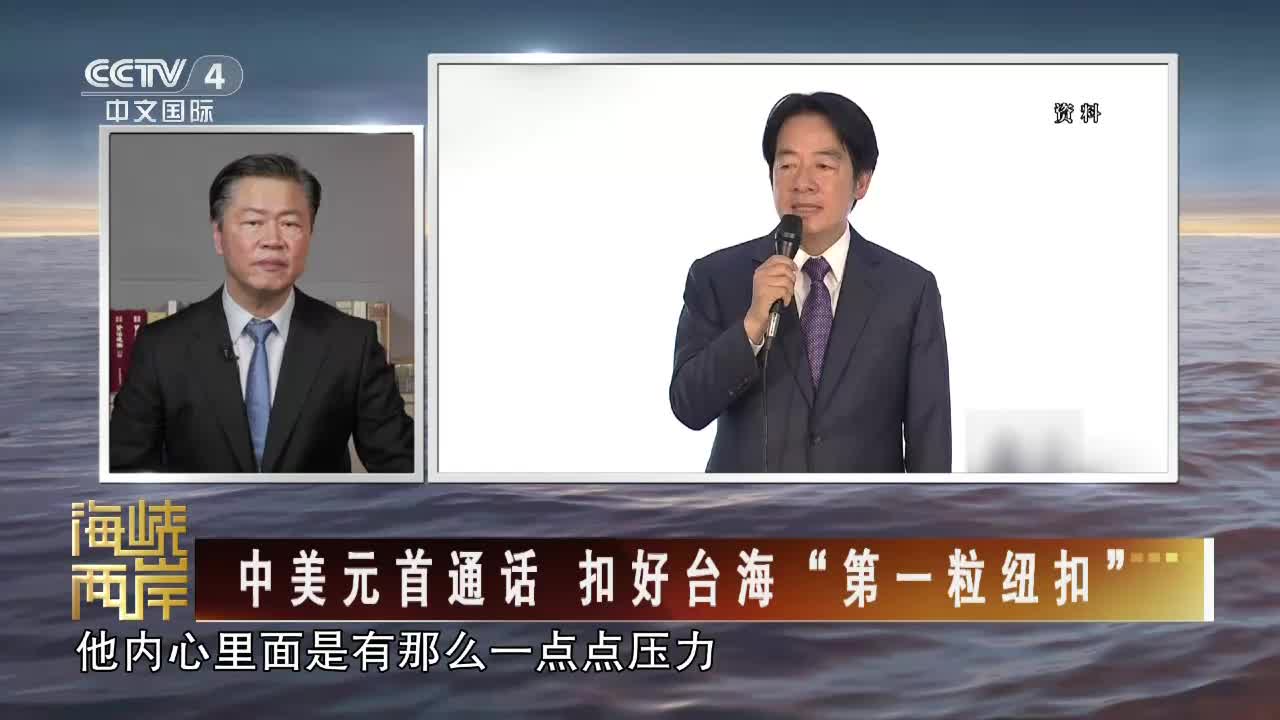 CCTV 4
中文国际
资料
海峡
两岸
中美元首通话 扣好台海“第一粒纽扣”
他内心里面是有那么一点点压力